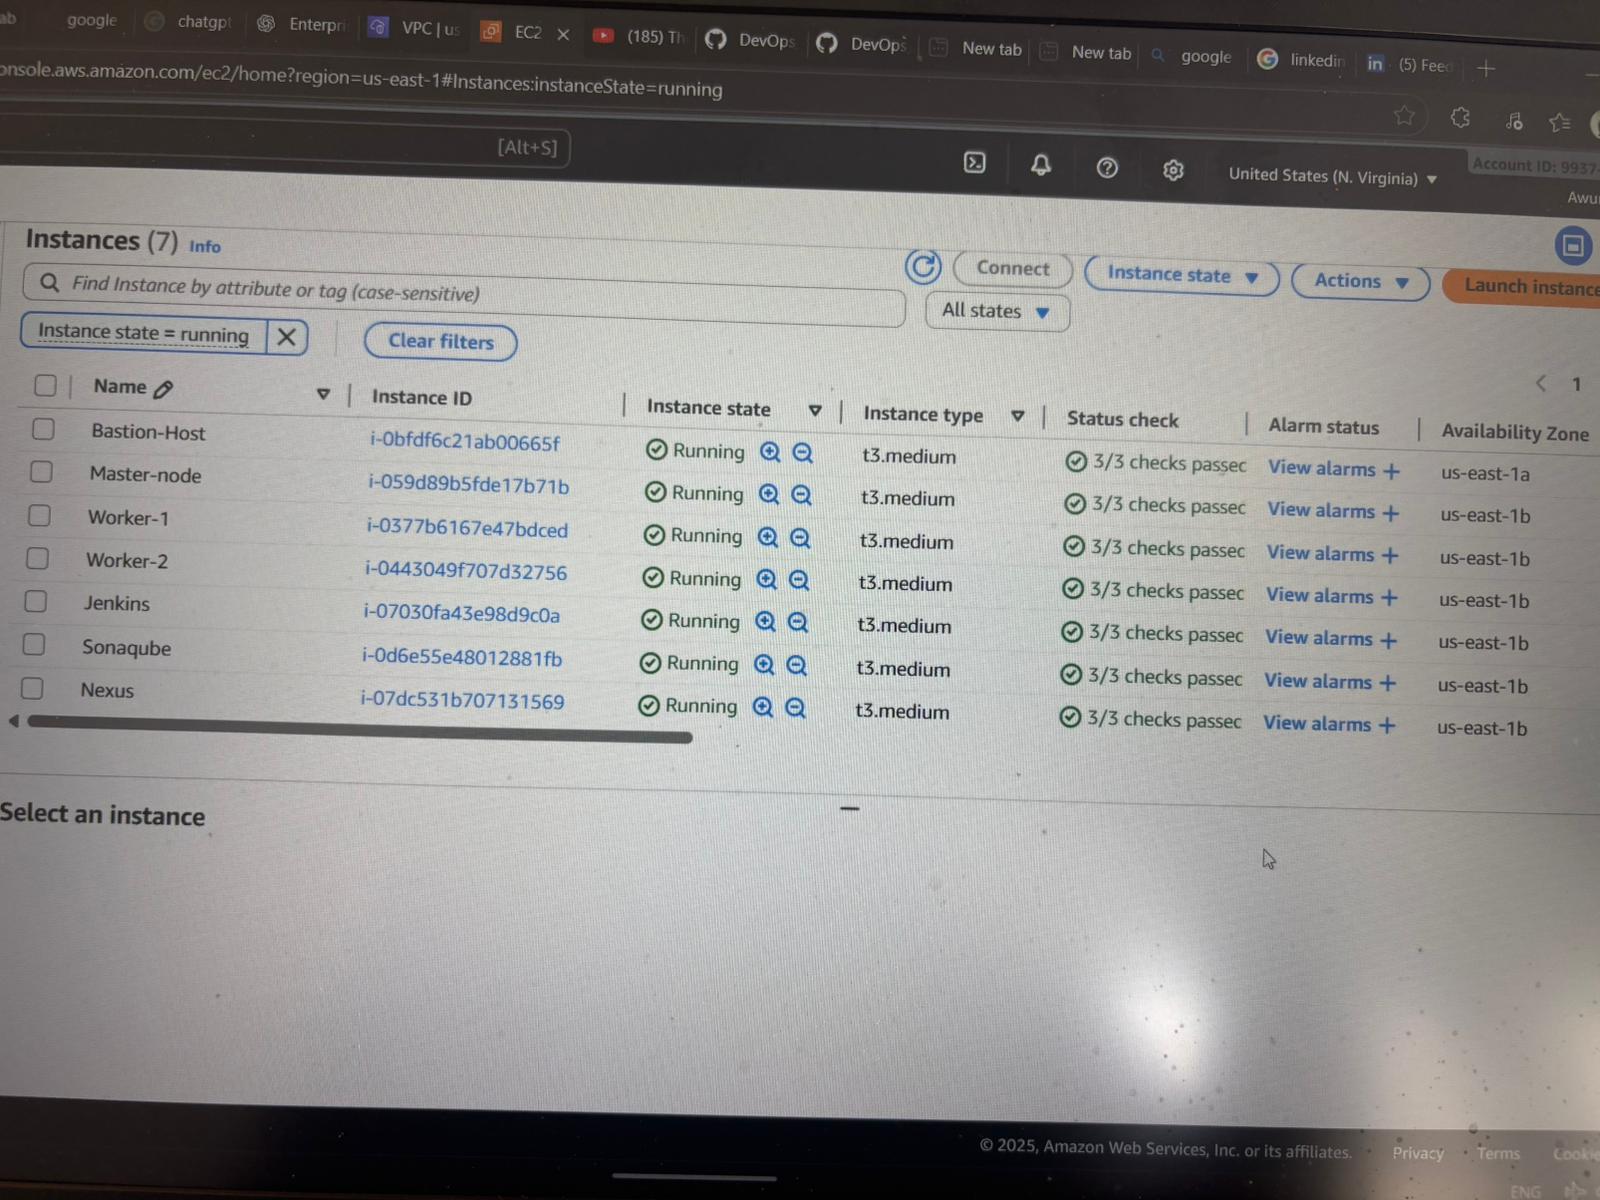 ab google chatgpt Enterpri VPC | us EC2 (185) Th DevOps DevOps New tab New tab google linkedin (5) Feed
onsole.aws.amazon.com/ec2/home?region=us-east-1#Instances:instanceState=running
[Alt+S] United States (N. Virginia) Account ID: 9937-
Awu
Instances (7) Info Connect Instance state Actions Launch instance
Find Instance by attribute or tag (case-sensitive) All states
Instance state = running Clear filters
1
Name Instance ID Instance state Instance type Status check Alarm status Availability Zone
Bastion-Host i-0bfdf6c21ab00665f Running t3.medium 3/3 checks passec View alarms + us-east-1a
Master-node i-059d89b5fde17b71b Running t3.medium 3/3 checks passec View alarms + us-east-1b
Worker-1 i-0377b6167e47bdced Running t3.medium 3/3 checks passec View alarms + us-east-1b
Worker-2 i-0443049f707d32756 Running t3.medium 3/3 checks passec View alarms + us-east-1b
Jenkins i-07030fa43e98d9c0a Running t3.medium 3/3 checks passec View alarms + us-east-1b
Sonaqube i-0d6e55e48012881fb Running t3.medium 3/3 checks passec View alarms + us-east-1b
Nexus i-07dc531b707131569 Running t3.medium 3/3 checks passec View alarms + us-east-1b
Select an instance
© 2025, Amazon Web Services, Inc. or its affiliates. Privacy Terms Cookie
ENG